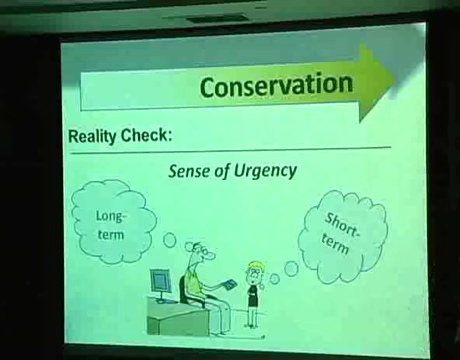 Conservation
Reality Check:
Sense of Urgency
Long-
term
Short-
term